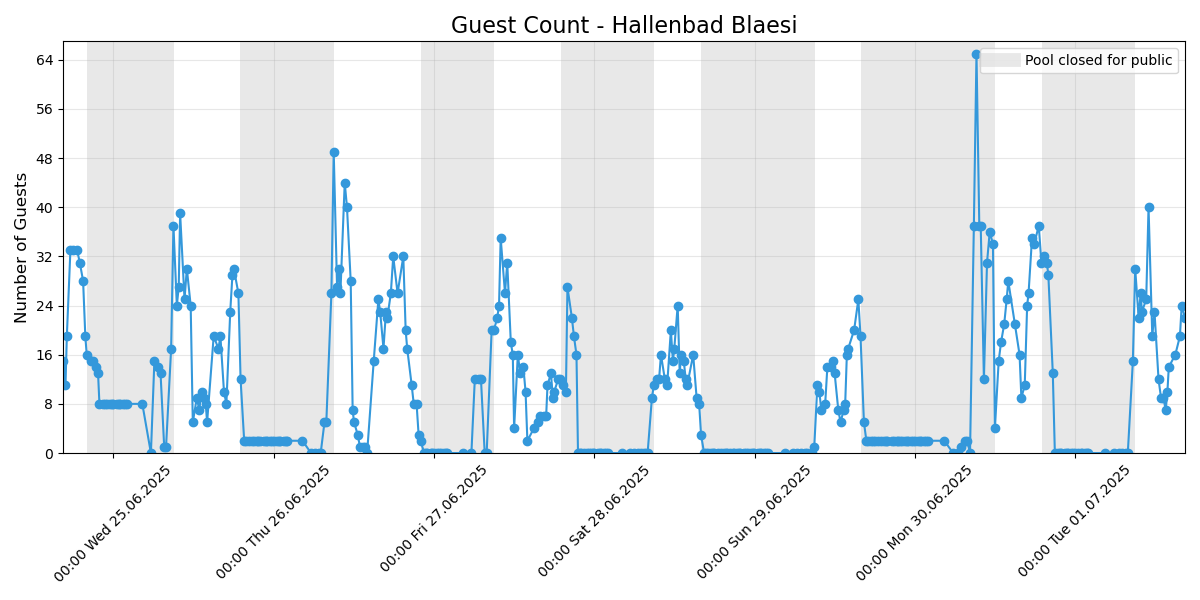 Guest Count - Hallenbad Blaesi
Pool closed for public
Number of Guests
64
56
48
40
32
24
16
8
0
00:00 Wed 25.06.2025
00:00 Thu 26.06.2025
00:00 Fri 27.06.2025
00:00 Sat 28.06.2025
00:00 Sun 29.06.2025
00:00 Mon 30.06.2025
00:00 Tue 01.07.2025